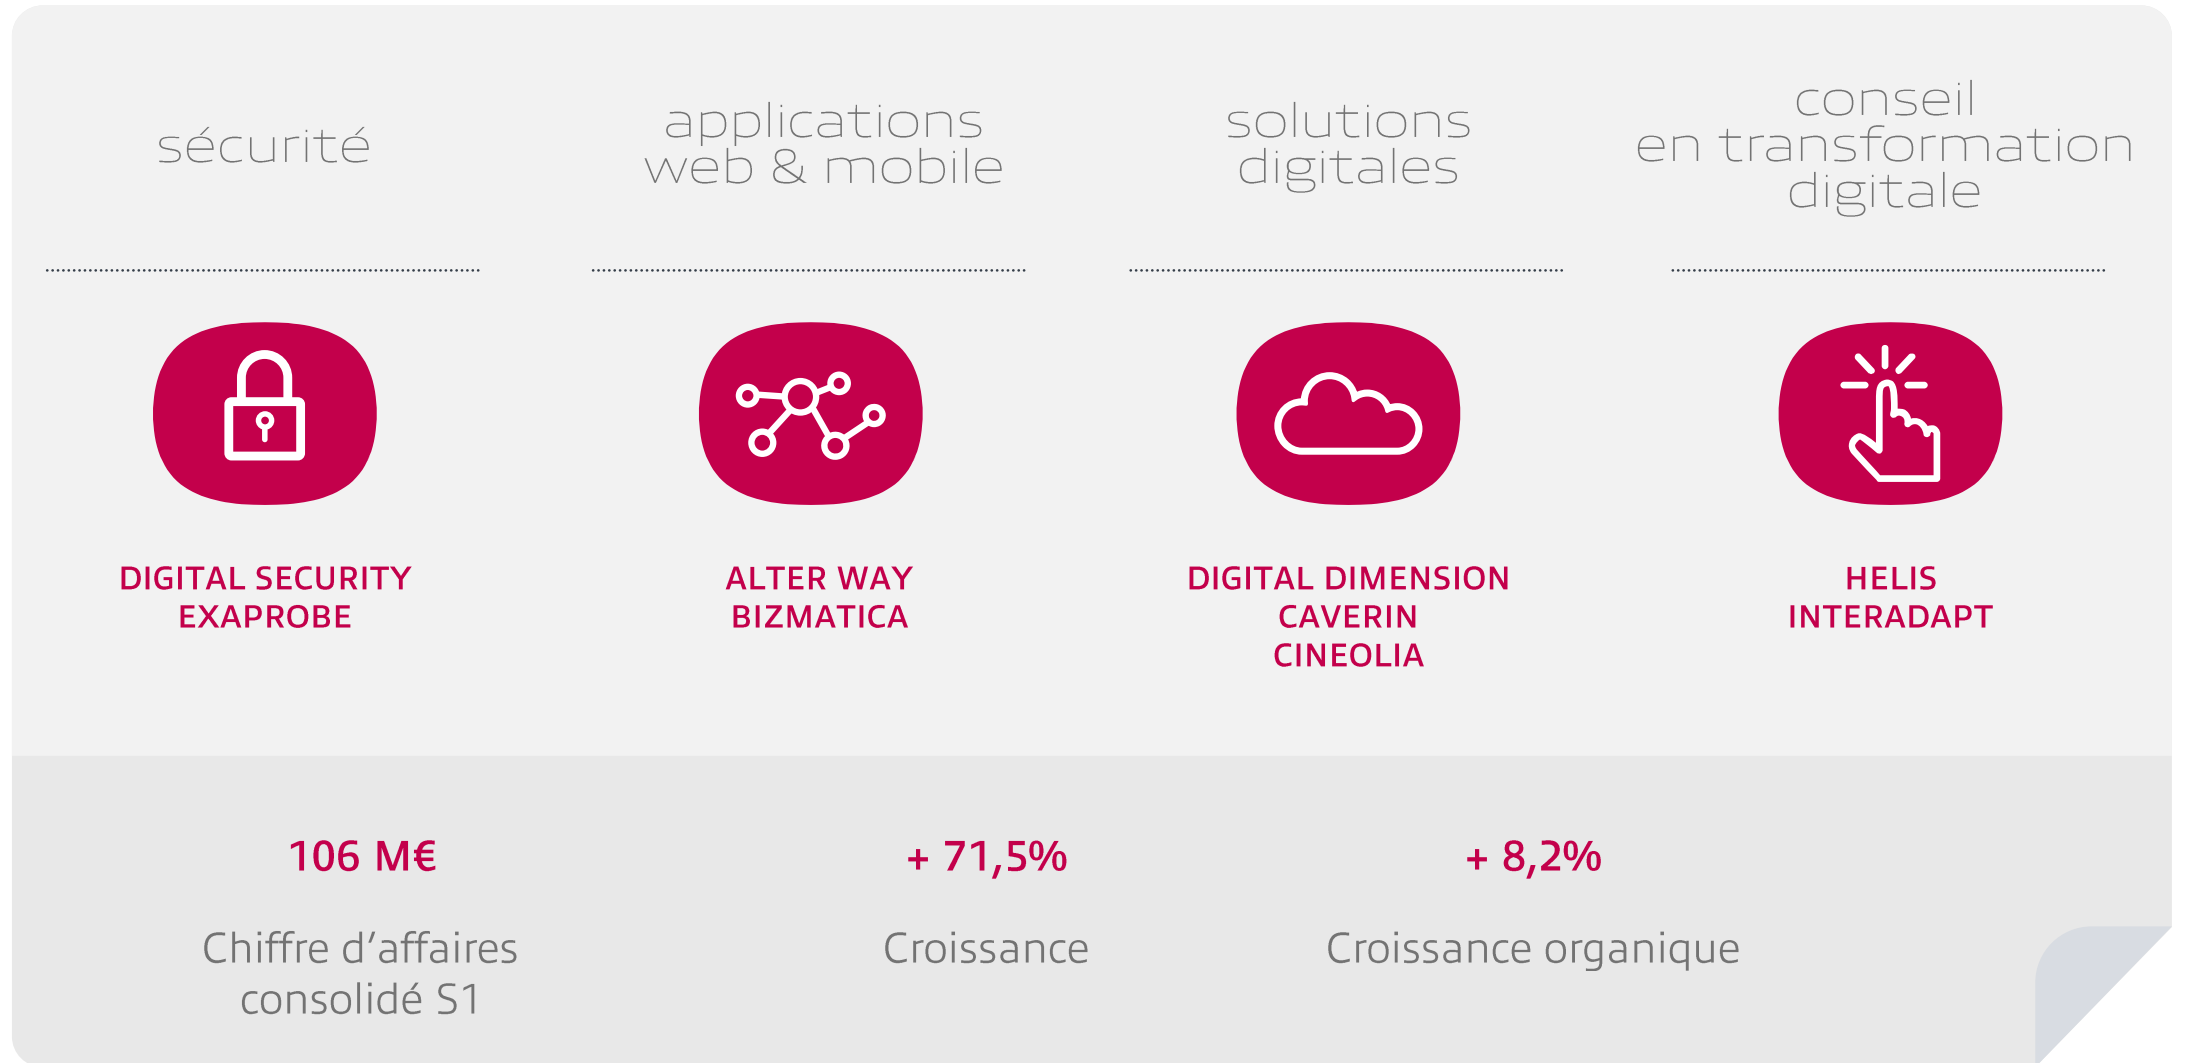 sécurité
applications
web & mobile
solutions
digitales
conseil
en transformation
digitale
DIGITAL SECURITY
EXAPROBE
ALTER WAY
BIZMATICA
DIGITAL DIMENSION
CAVERIN
CINEOLIA
HELIS
INTERADAPT
106 M€
Chiffre d’affaires
consolidé S1
+ 71,5%
Croissance
+ 8,2%
Croissance organique